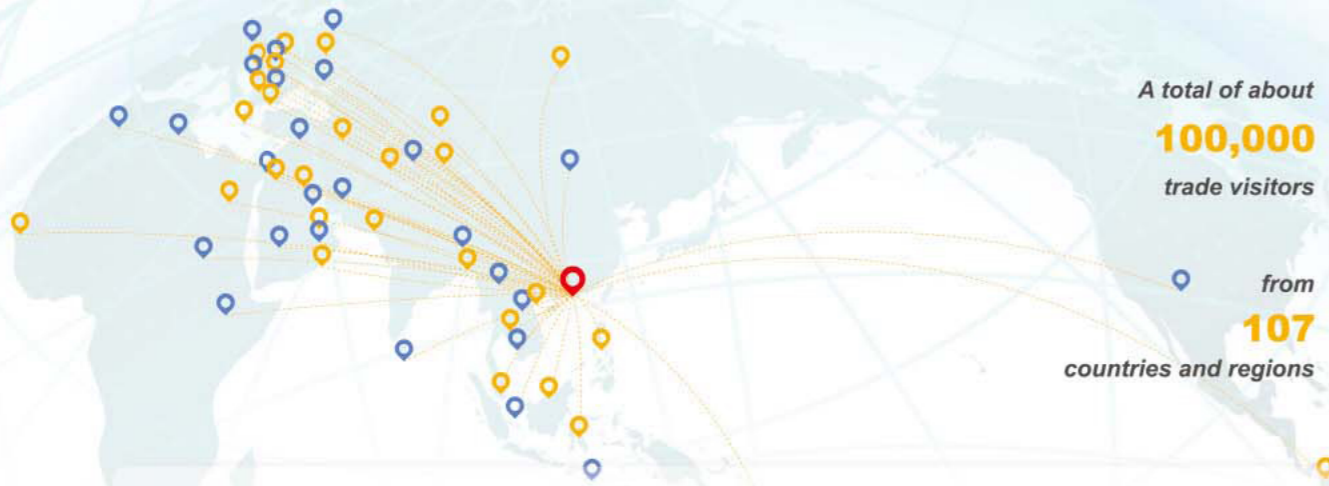 A total of about
100,000
trade visitors
from
107
countries and regions